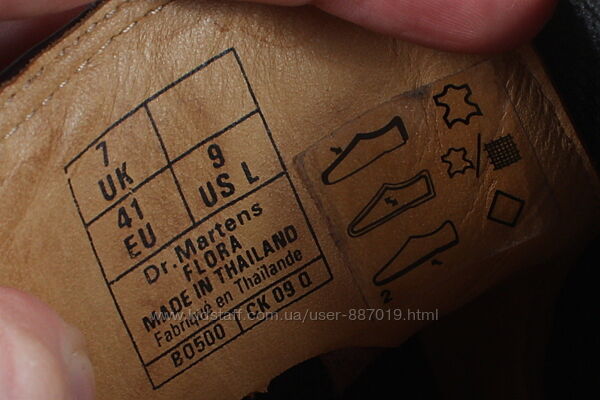 7
UK
41
EU
9
US L
Dr. Martens
FLORA
MADE IN THAILAND
Fabriqué en Thaïlande
BO500
CK 09 Q
2
www.kidstaff.com.ua/user-887019.html